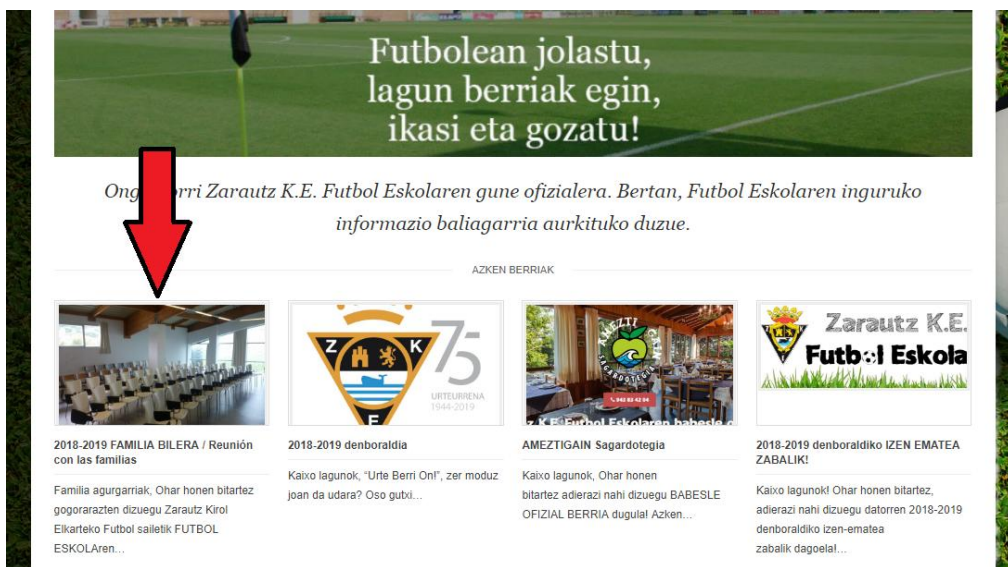 Futbolean jolastu,
lagun berriak egin,
ikasi eta gozatu!
Zarautz K.E. Futbol Eskolaren gune ofizialera. Bertan, Futbol Eskolaren inguruko
informazio baliagarria aurkituko duzue.
AZKEN BERRIAK
2018-2019 FAMILIA BILERA / Reunión
con las familias
Familia agurgarriak, Ohar honen bitartez
gogorarazten dizuegu Zarautz Kirol
Elkarteko Futbol sailetik FUTBOL
ESKOLAren…
Z K
E
75
URTEURRENA
1944-2019
2018-2019 denboraldia
Kaixo lagunok, “Urte Berri On!”, zer moduz
joan da udara? Oso gutxi…
AMEZTI
SAGARDOTEGIA
K.E. Futbol Eskolaren babesle
AMEZTIGAIN Sagardotegia
Kaixo lagunok, Ohar honen
bitartez adierazi nahi dizuegu BABESLE
OFIZIAL BERRIA dugula! Azken…
Zarautz K.E.
Futbol Eskola
2018-2019 denboraldiko IZEN EMATEA
ZABALIK!
Kaixo lagunok! Ohar honen bitartez,
adierazi nahi dizuegu datorren 2018-2019
denboraldiko izen-ematea
zabalik dagoela!…